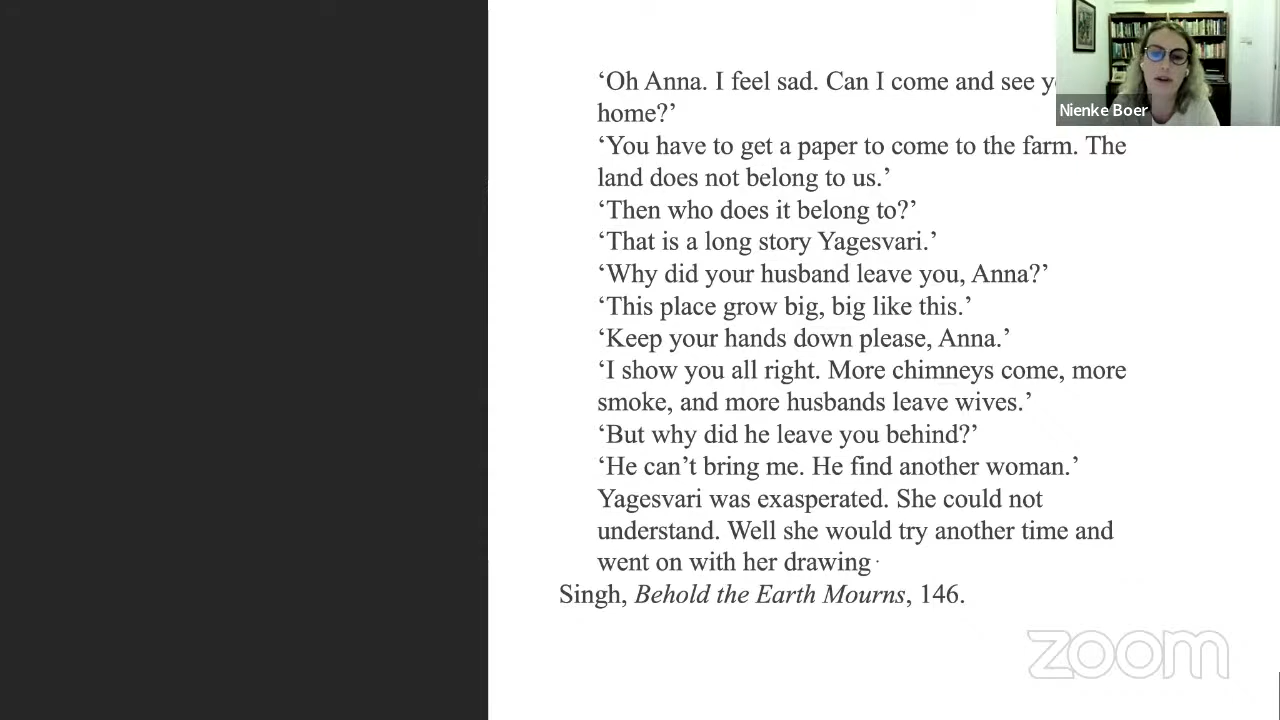 ‘Oh Anna. I feel sad. Can I come and see
home?’
‘You have to get a paper to come to the farm. The
land does not belong to us.’
‘Then who does it belong to?’
‘That is a long story Yagesvari.’
‘Why did your husband leave you, Anna?’
‘This place grow big, big like this.’
‘Keep your hands down please, Anna.’
‘I show you all right. More chimneys come, more
smoke, and more husbands leave wives.’
‘But why did he leave you behind?’
‘He can’t bring me. He find another woman.’
Yagesvari was exasperated. She could not
understand. Well she would try another time and
went on with her drawing
Singh, Behold the Earth Mourns, 146.
Nienke Boer
zoom